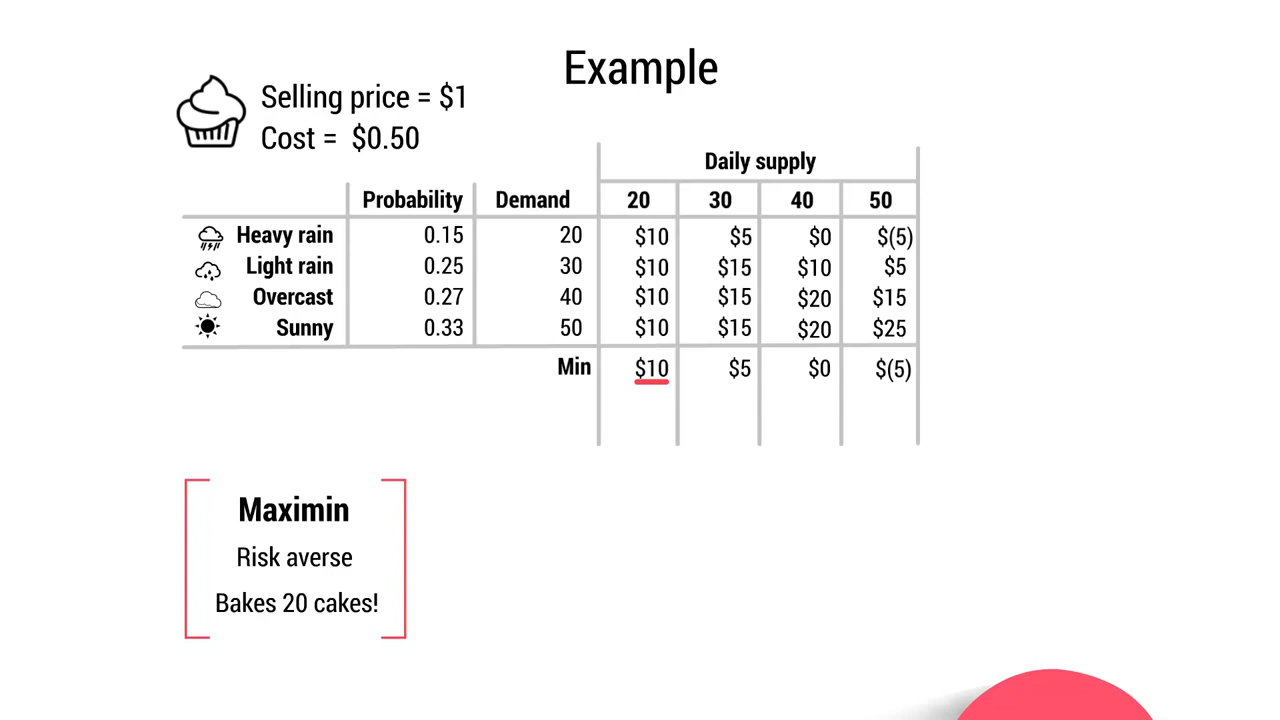 Example
Selling price = $1
Cost = $0.50
Daily supply
Probability Demand 20 30 40 50
Heavy rain 0.15 20 $10 $5 $0 $(5)
Light rain 0.25 30 $10 $15 $10 $5
Overcast 0.27 40 $10 $15 $20 $15
Sunny 0.33 50 $10 $15 $20 $25
Min $10 $5 $0 $(5)
Maximin
Risk averse
Bakes 20 cakes!